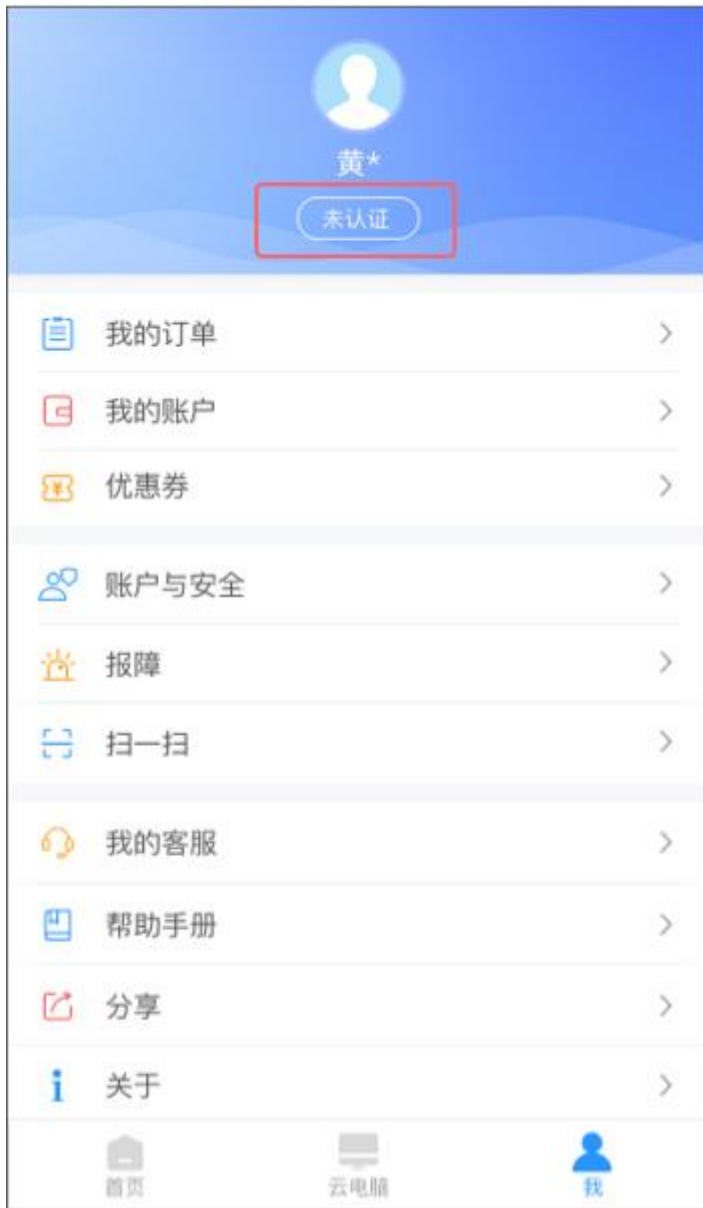 黄*
未认证
我的订单
我的账户
优惠券
账户与安全
报障
扫一扫
我的客服
帮助手册
分享
关于
首页
云电脑
我